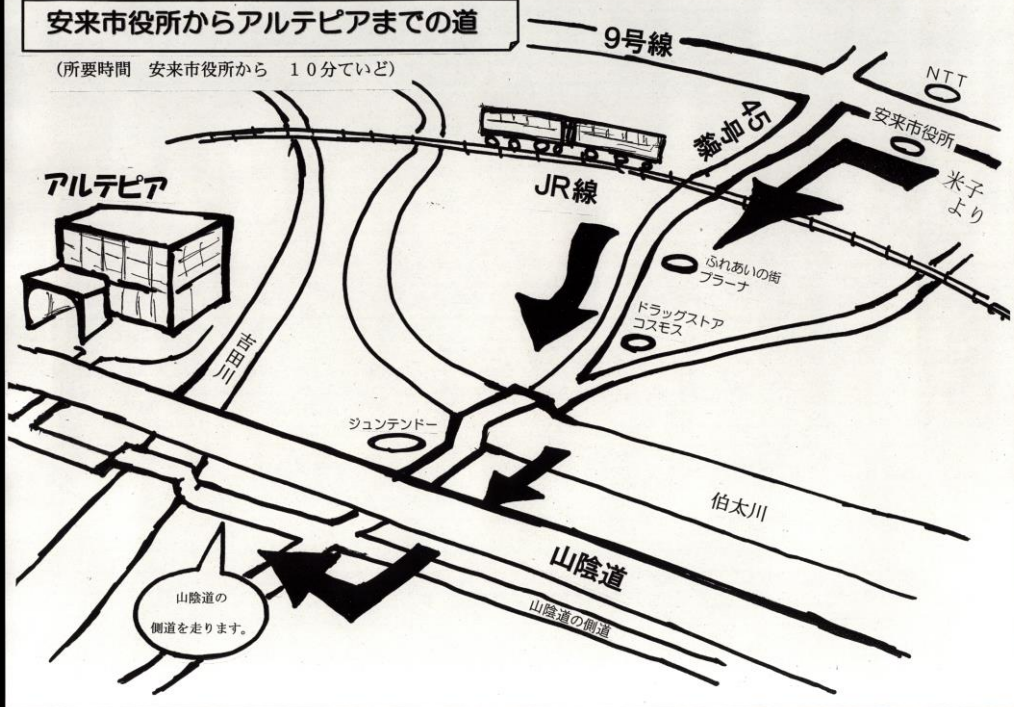 安来市役所からアルテピアまでの道
(所要時間　安来市役所から　１０分ていど)
9号線
NTT
安来市役所
米子
より
45号線
JR線
アルテピア
ふれあいの街
プラーナ
ドラッグストア
コスモス
吉田川
ジュンテンドー
伯太川
山陰道
山陰道の側道
山陰道の
側道を走ります。